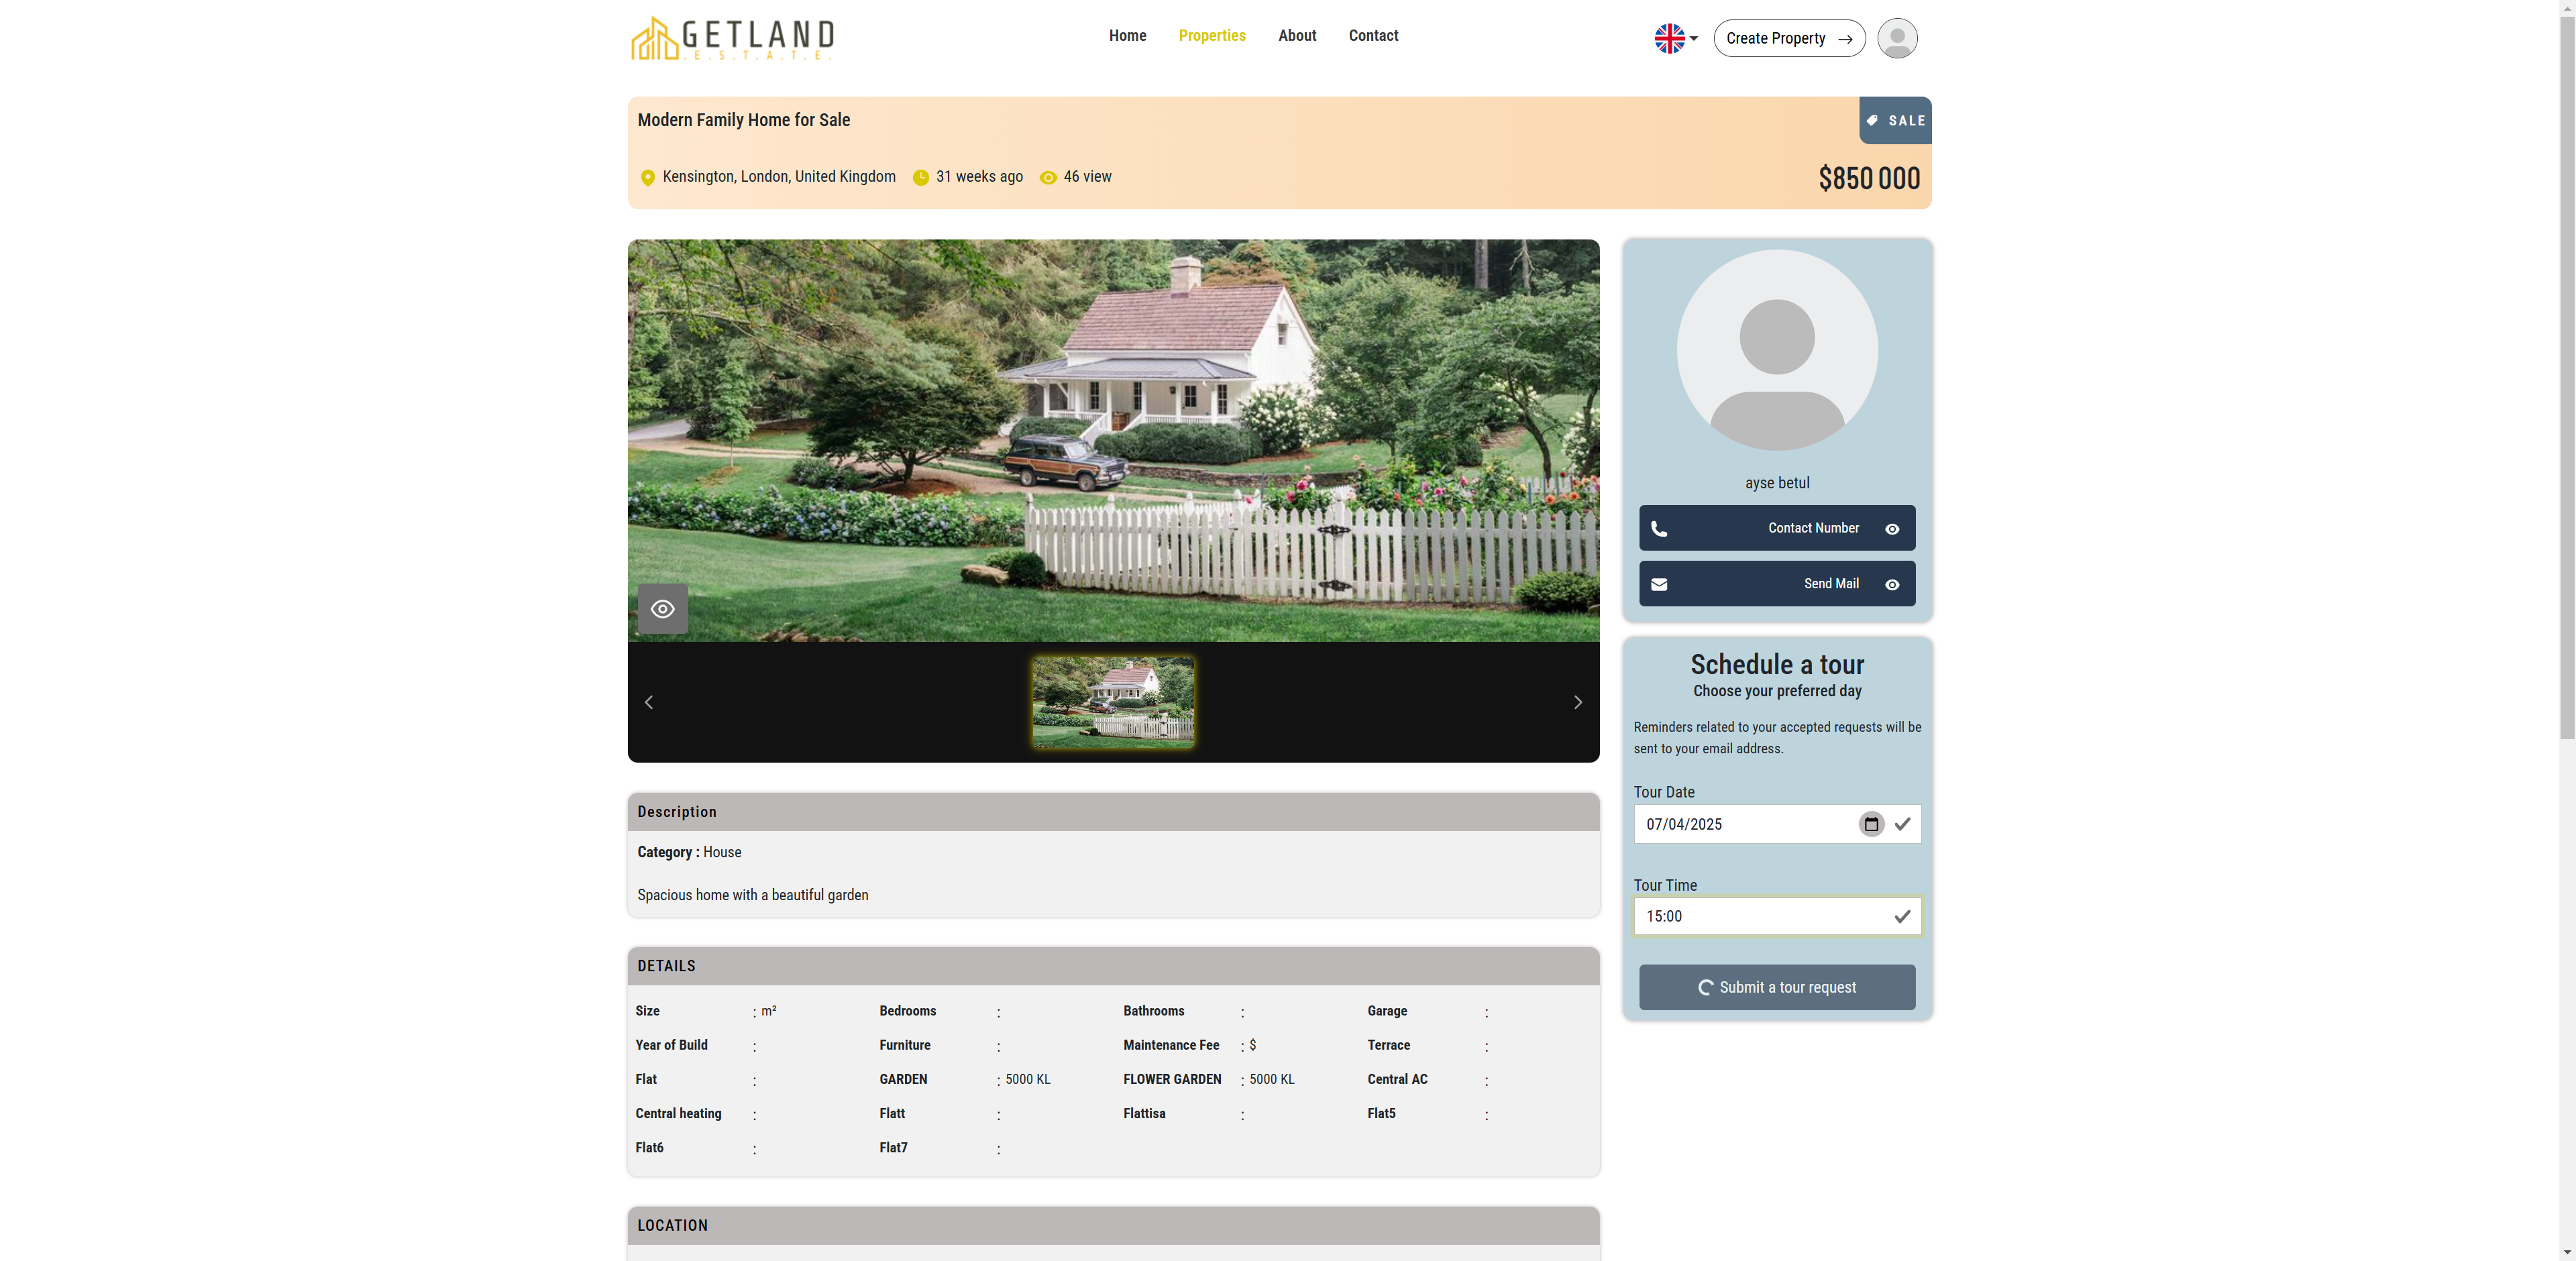 GETLAND
.E.S.T.A.T.E.
Home Properties About Contact
Create Property
Modern Family Home for Sale
SALE
Kensington, London, United Kingdom 31 weeks ago 46 view
$850 000
ayse betul
Contact Number
Send Mail
Schedule a tour
Choose your preferred day
Reminders related to your accepted requests will be
sent to your email address.
Tour Date
07/04/2025
Tour Time
15:00
Submit a tour request
Description
Category : House
Spacious home with a beautiful garden
DETAILS
Size : m² Bedrooms : Bathrooms : Garage :
Year of Build : Furniture : Maintenance Fee : $ Terrace :
Flat : GARDEN : 5000 KL FLOWER GARDEN : 5000 KL Central AC :
Central heating : Flatt : Flattisa : Flat5 :
Flat6 : Flat7 :
LOCATION